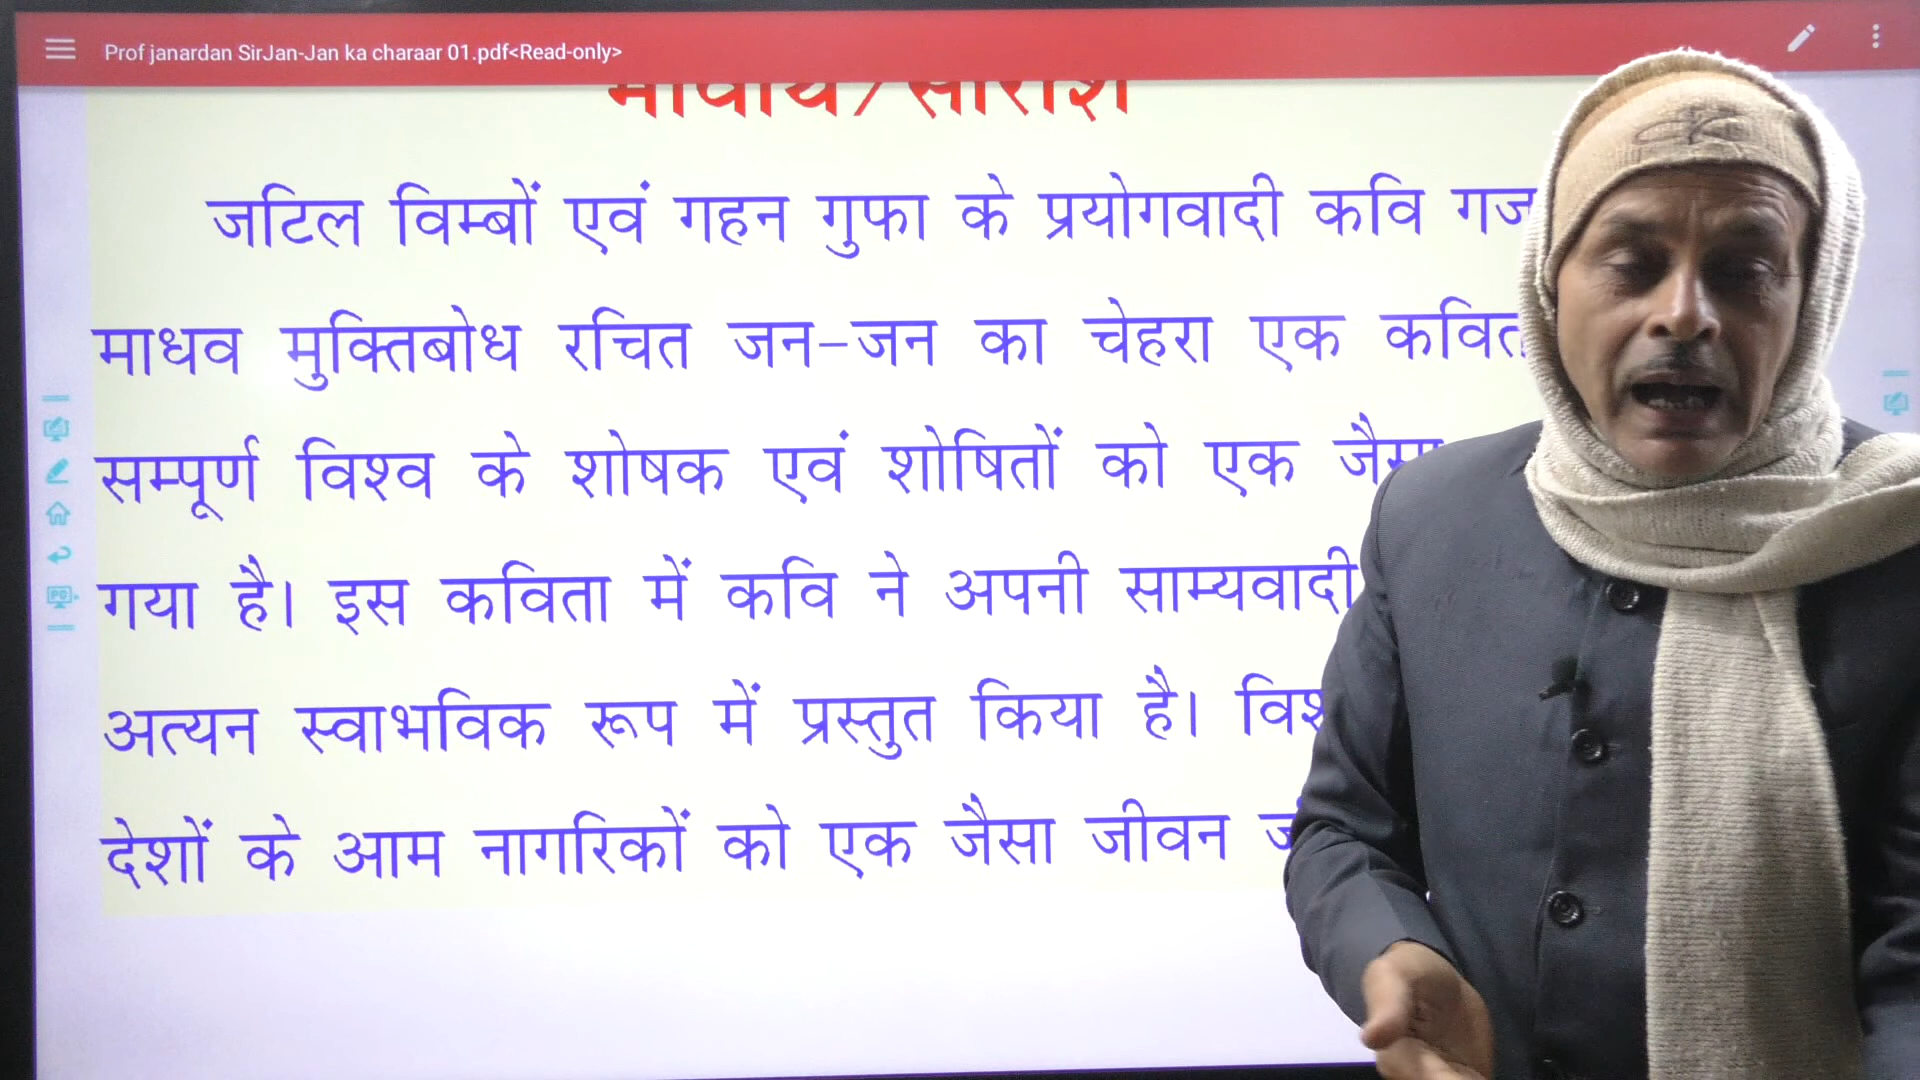 Prof janardan SirJan-Jan ka charaar 01.pdf<Read-only>
जटिल विम्बों एवं गहन गुफा के प्रयोगवादी कवि
माधव मुक्तिबोध रचित जन-जन का चेहरा एक
सम्पूर्ण विश्व के शोषक एवं शोषितों को एक
गया है। इस कविता में कवि ने अपनी साम्यवादी
अत्यन स्वाभविक रूप में प्रस्तुत किया है।
देशों के आम नागरिकों को एक जैसा जीवन